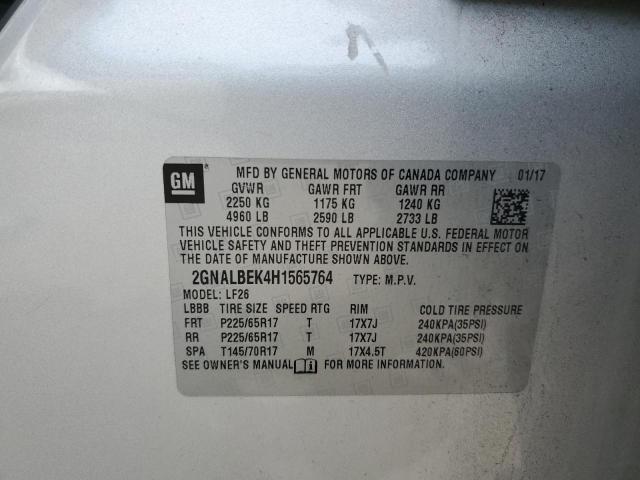 GM
MFD BY GENERAL MOTORS OF CANADA COMPANY 01/17
GVWR GAWR FRT GAWR RR
2250 KG 1175 KG 1240 KG
4960 LB 2590 LB 2733 LB
THIS VEHICLE CONFORMS TO ALL APPLICABLE U.S. FEDERAL MOTOR
VEHICLE SAFETY AND THEFT PREVENTION STANDARDS IN EFFECT ON
THE DATE OF MANUFACTURE SHOWN ABOVE.
2GNALBEK4H1565764 TYPE: M.P.V.
MODEL: LF26
LBBB TIRE SIZE SPEED RTG RIM COLD TIRE PRESSURE
FRT P225/65R17 T 17X7J 240KPA(35PSI)
RR P225/65R17 T 17X7J 240KPA(35PSI)
SPA T145/70R17 M 17X4.5T 420KPA(60PSI)
SEE OWNER'S MANUAL FOR MORE INFORMATION.